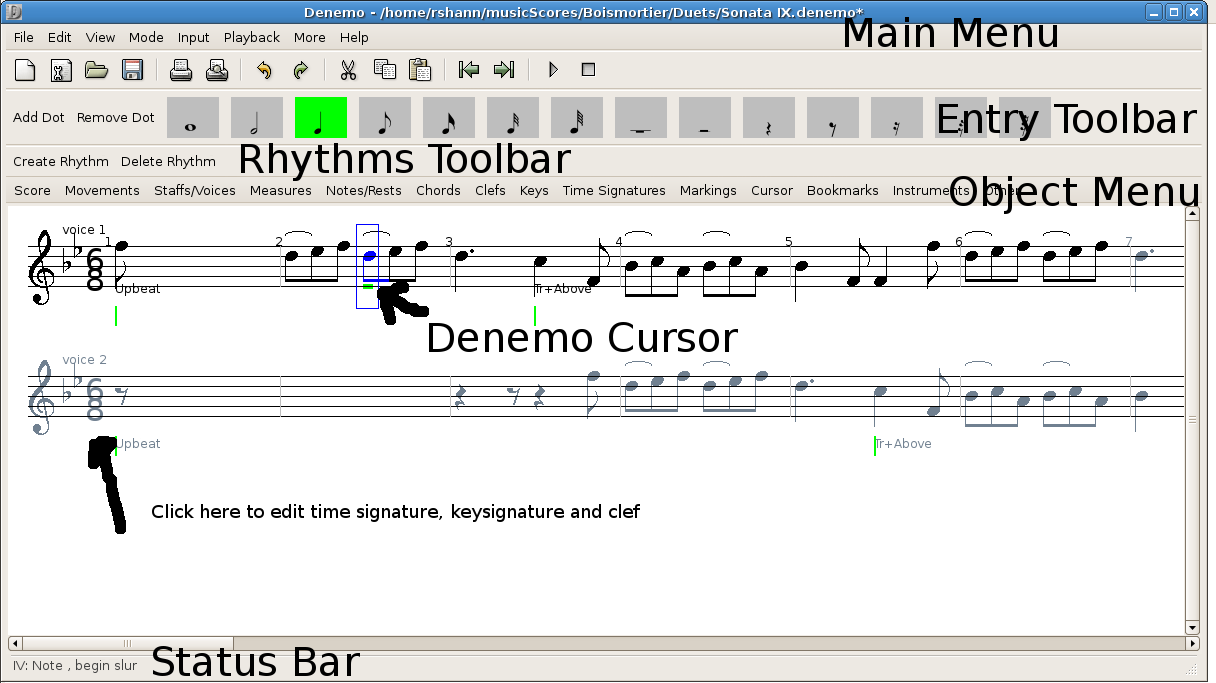 Denemo - /home/rshann/musicScores/Boismortier/Duets/Sonata IX.denemo*
File Edit View Mode Input Playback More Help
Main Menu
Add Dot Remove Dot
Entry Toolbar
Create Rhythm Delete Rhythm
Rhythms Toolbar
Score Movements Staffs/Voices Measures Notes/Rests Chords Clefs Keys Time Signatures Markings Cursor Bookmarks Instruments Other
Object Menu
voice 1
1 2 3 4 5 6 7
6
8
Upbeat Tr+Above
Denemo Cursor
voice 2
6
8
Upbeat Tr+Above
Click here to edit time signature, keysignature and clef
IV: Note , begin slur
Status Bar